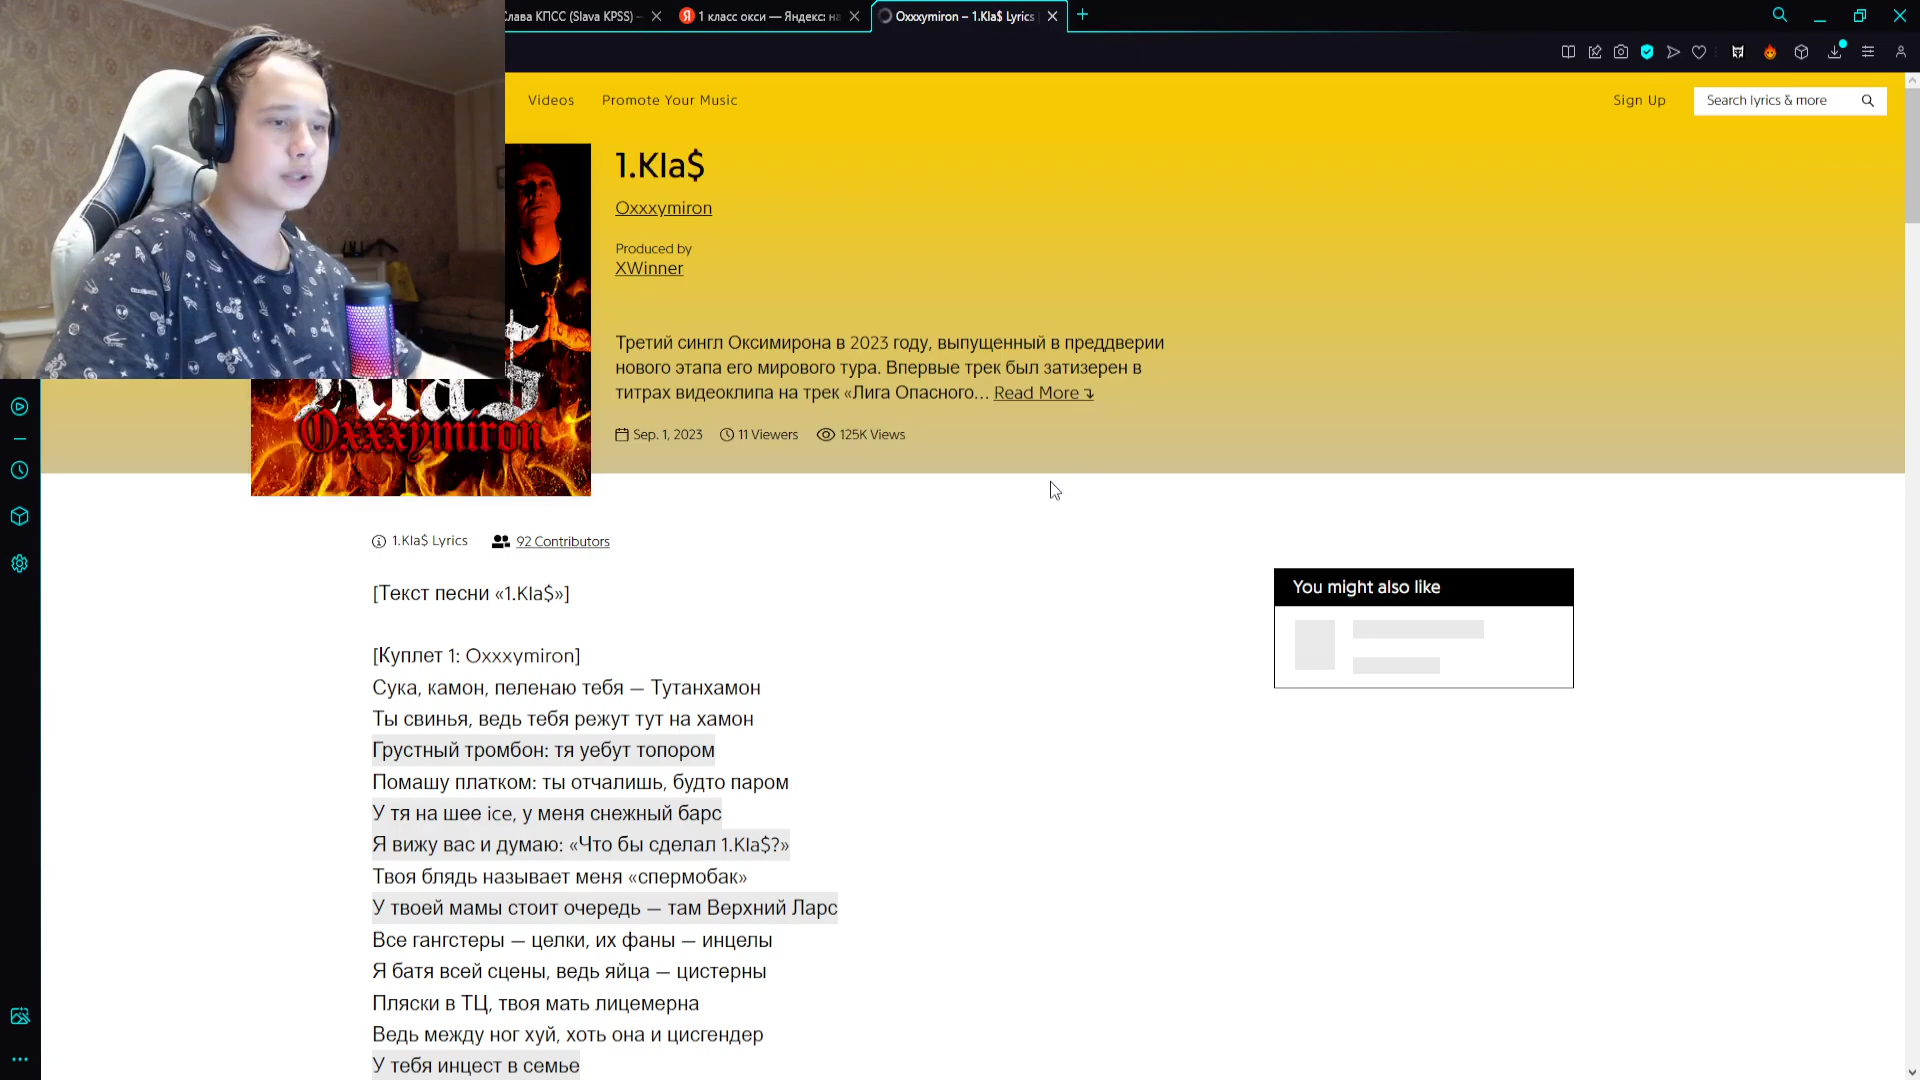 Слава КПСС (Slava KPSS) –
1 класс окси — Яндекс: на
Oxxxymiron – 1.Kla$ Lyrics
Videos
Promote Your Music
Sign Up
Search lyrics & more
1.Kla$
Oxxxymiron
Produced by
XWinner
Третий сингл Оксимирона в 2023 году, выпущенный в преддверии
нового этапа его мирового тура. Впервые трек был затизерен в
титрах видеоклипа на трек «Лига Опасного… Read More
Sep. 1, 2023
11 Viewers
125K Views
Kla$
Oxxxymiron
1.Kla$ Lyrics
92 Contributors
[Текст песни «1.Kla$»]
[Куплет 1: Oxxxymiron]
Сука, камон, пеленаю тебя — Тутанхамон
Ты свинья, ведь тебя режут тут на хамон
Грустный тромбон: тя уебут топором
Помашу платком: ты отчалишь, будто паром
У тя на шее ice, у меня снежный барс
Я вижу вас и думаю: «Что бы сделал 1.Kla$?»
Твоя блядь называет меня «спермобак»
У твоей мамы стоит очередь — там Верхний Ларс
Все гангстеры — целки, их фаны — инцелы
Я батя всей сцены, ведь яйца — цистерны
Пляски в ТЦ, твоя мать лицемерна
Ведь между ног хуй, хоть она и цисгендер
У тебя инцест в семье
You might also like